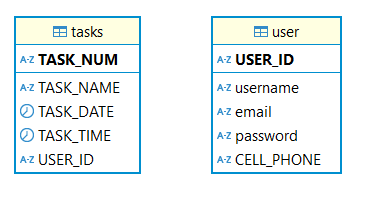 tasks
A-Z TASK_NUM
A-Z TASK_NAME
TASK_DATE
TASK_TIME
A-Z USER_ID
user
A-Z USER_ID
A-Z username
A-Z email
A-Z password
A-Z CELL_PHONE